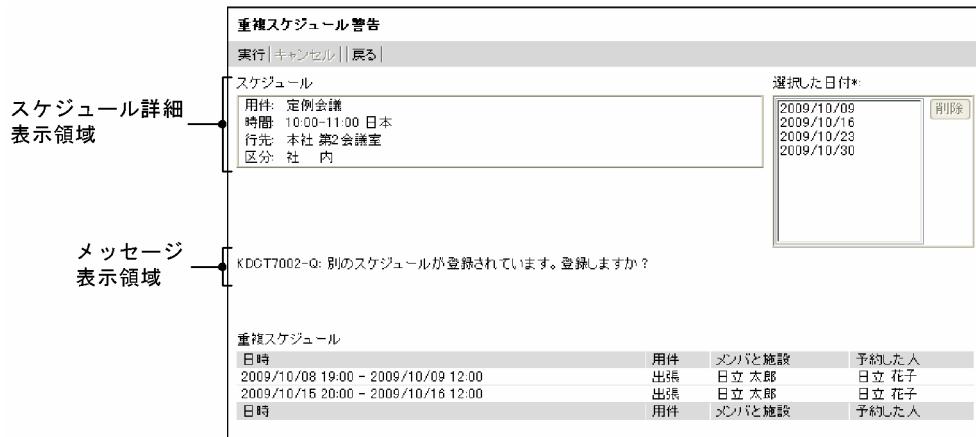 重複スケジュール警告
実行|キャンセル||戻る|
スケジュール
選択した日付*:
用件: 定例会議
時間: 10:00-11:00 日本
行先: 本社 第2会議室
区分: 社 内
2009/10/09
2009/10/16
2009/10/23
2009/10/30
削除
スケジュール詳細
表示領域
メッセージ
表示領域
KDCT7002-Q: 別のスケジュールが登録されています。登録しますか?
重複スケジュール
日時 用件 メンバと施設 予約した人
2009/10/08 19:00 - 2009/10/09 12:00 出張 日立 太郎 日立 花子
2009/10/15 20:00 - 2009/10/16 12:00 出張 日立 太郎 日立 花子
日時 用件 メンバと施設 予約した人